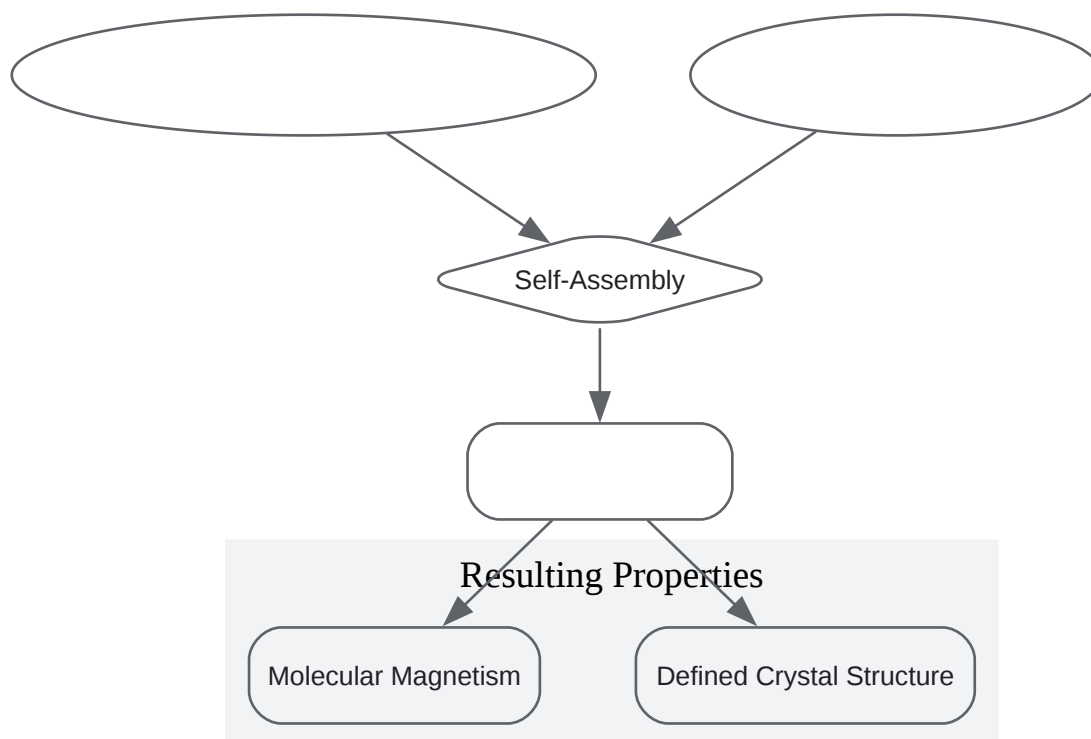 Self-Assembly
Resulting Properties
Molecular Magnetism
Defined Crystal Structure